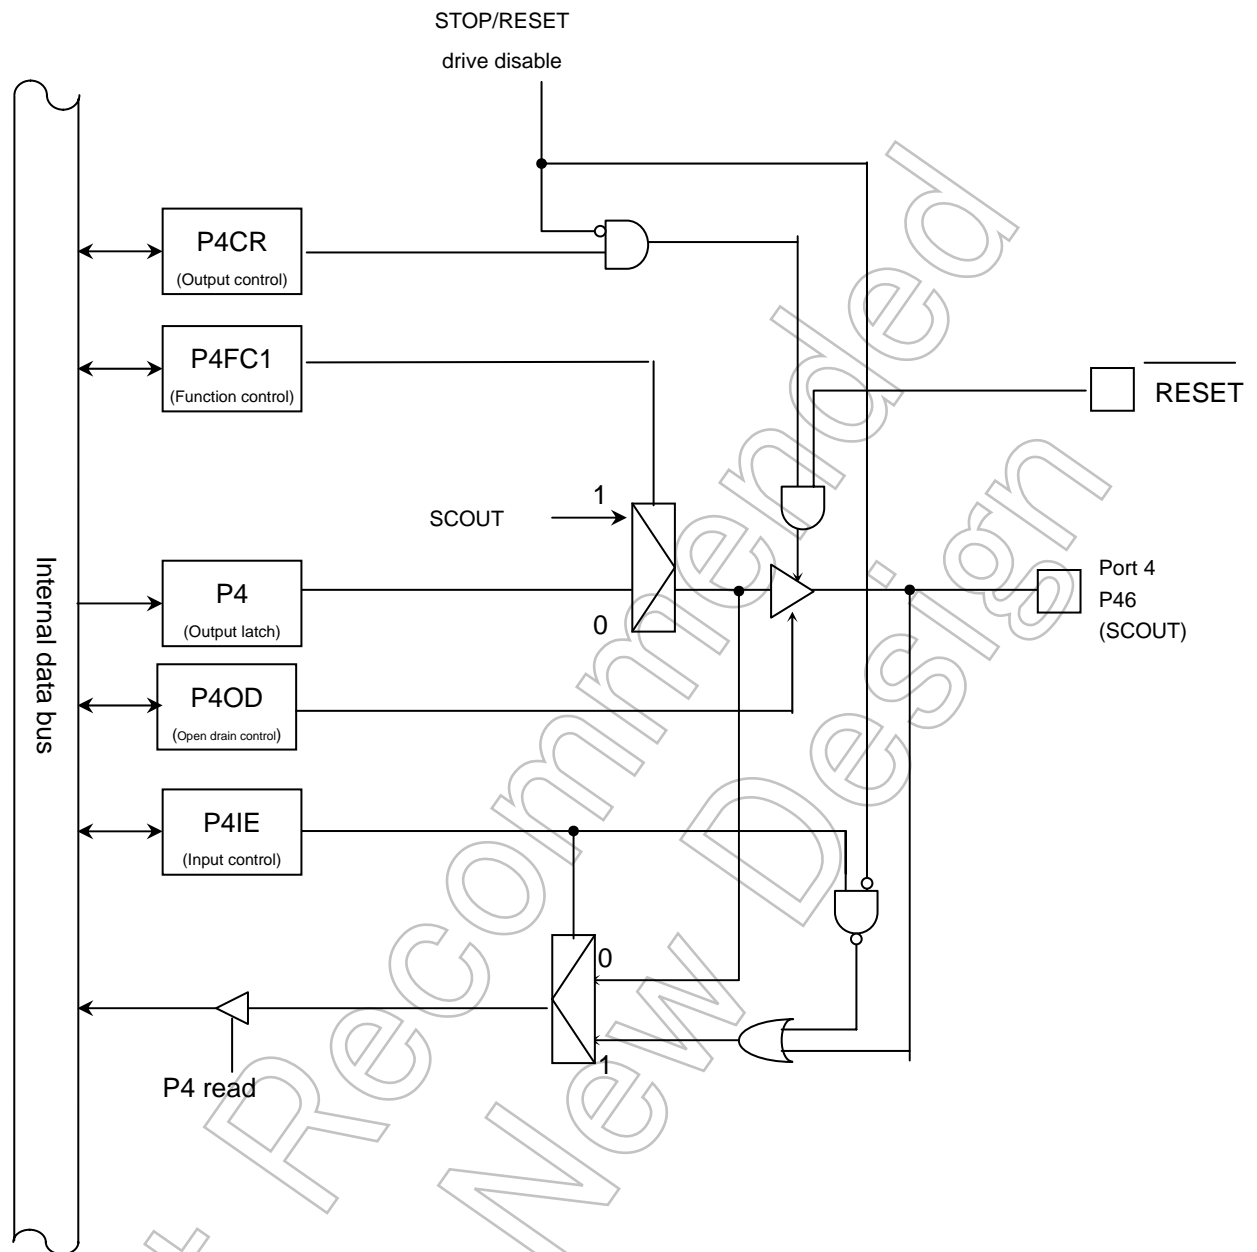 STOP/RESET
drive disable
P4CR
(Output control)
P4FC1
(Function control)
RESET
1
SCOUT
P4
(Output latch)
0
Port 4
P46
(SCOUT)
Internal data bus
P4OD
(Open drain control)
P4IE
(Input control)
0
1
P4 read
t Recommended
New Design